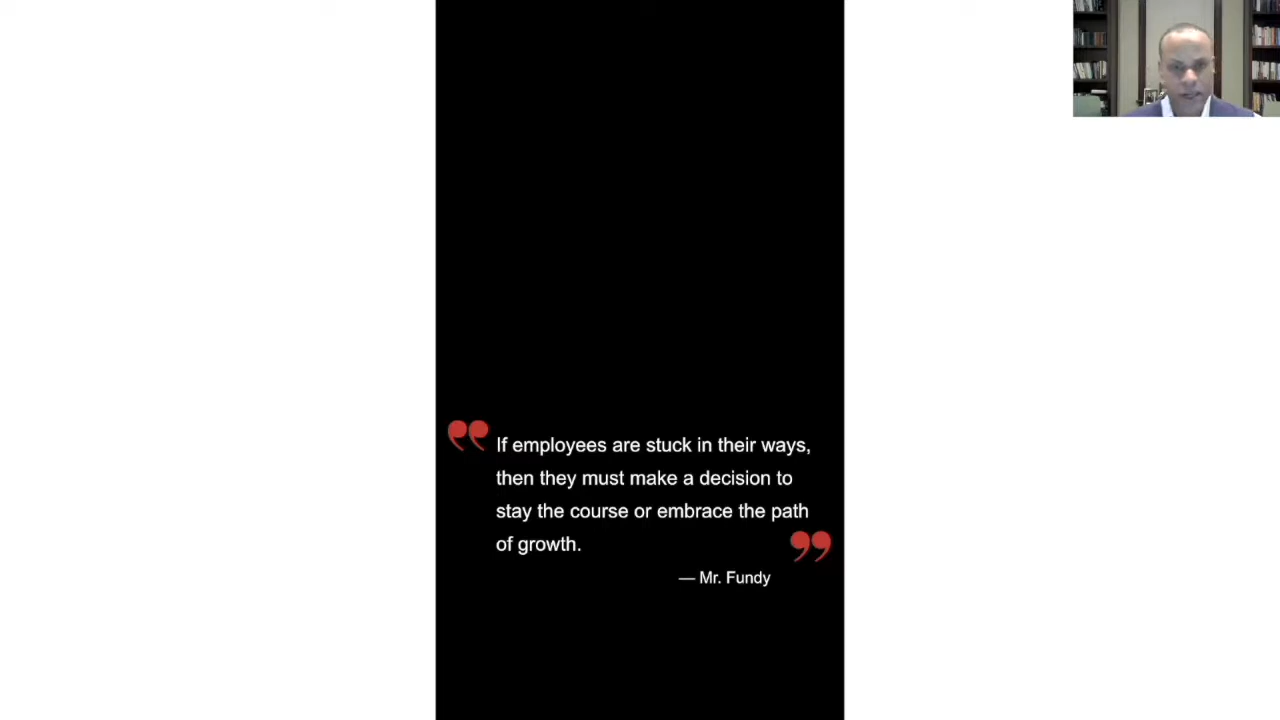 If employees are stuck in their ways,
then they must make a decision to
stay the course or embrace the path
of growth.
— Mr. Fundy